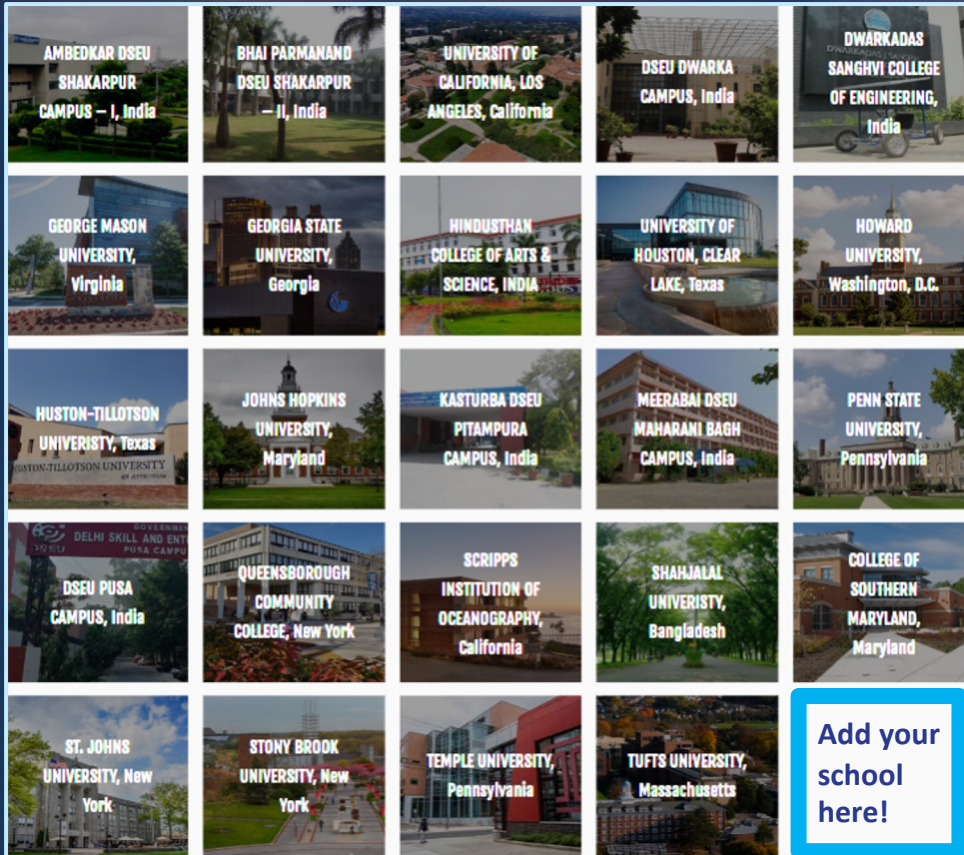 AMBEDKAR DSEU
SHAKARPUR
CAMPUS – I, India
BHAI PARMANAND
DSEU SHAKARPUR
– II, India
UNIVERSITY OF
CALIFORNIA, LOS
ANGELES, California
DSEU DWARKA
CAMPUS, India
DWARKADAS
SANGHVI COLLEGE
OF ENGINEERING,
India
GEORGE MASON
UNIVERSITY,
Virginia
GEORGIA STATE
UNIVERSITY,
Georgia
HINDUSTHAN
COLLEGE OF ARTS &
SCIENCE, INDIA
UNIVERSITY OF
HOUSTON, CLEAR
LAKE, Texas
HOWARD
UNIVERSITY,
Washington, D.C.
HUSTON-TILLOTSON
UNIVERISTY, Texas
HUSTON-TILLOTSON UNIVERSITY
JOHNS HOPKINS
UNIVERSITY,
Maryland
KASTURBA DSEU
PITAMPURA
CAMPUS, India
MEERABAI DSEU
MAHARANI BAGH
CAMPUS, India
PENN STATE
UNIVERSITY,
Pennsylvania
GOVERNMEN
DELHI SKILL AND ENT
DSEU
PUSA CAMPU
DSEU PUSA
CAMPUS, India
QUEENSBOROUGH
COMMUNITY
COLLEGE, New York
SCRIPPS
INSTITUTION OF
OCEANOGRAPHY,
California
SHAHJALAL
UNIVERISTY,
Bangladesh
COLLEGE OF
SOUTHERN
MARYLAND,
Maryland
ST. JOHNS
UNIVERSITY, New
York
STONY BROOK
UNIVERSITY, New
York
TEMPLE UNIVERSITY,
Pennsylvania
TUFTS UNIVERSITY,
Massachusetts
Add your
school
here!